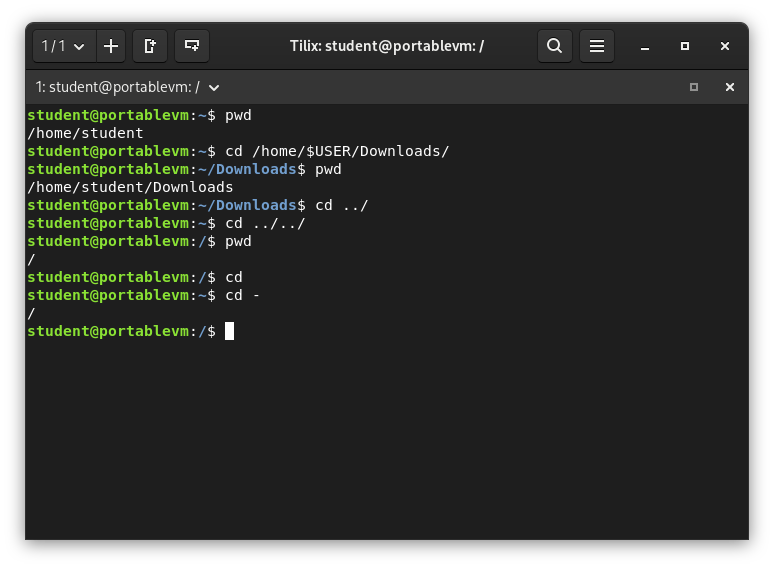 1 / 1
Tilix: student@portablevm: /
1: student@portablevm: /
student@portablevm:~$ pwd
/home/student
student@portablevm:~$ cd /home/$USER/Downloads/
student@portablevm:~/Downloads$ pwd
/home/student/Downloads
student@portablevm:~/Downloads$ cd ../
student@portablevm:~$ cd ../../
student@portablevm:/$ pwd
/
student@portablevm:/$ cd
student@portablevm:~$ cd -
/
student@portablevm:/$